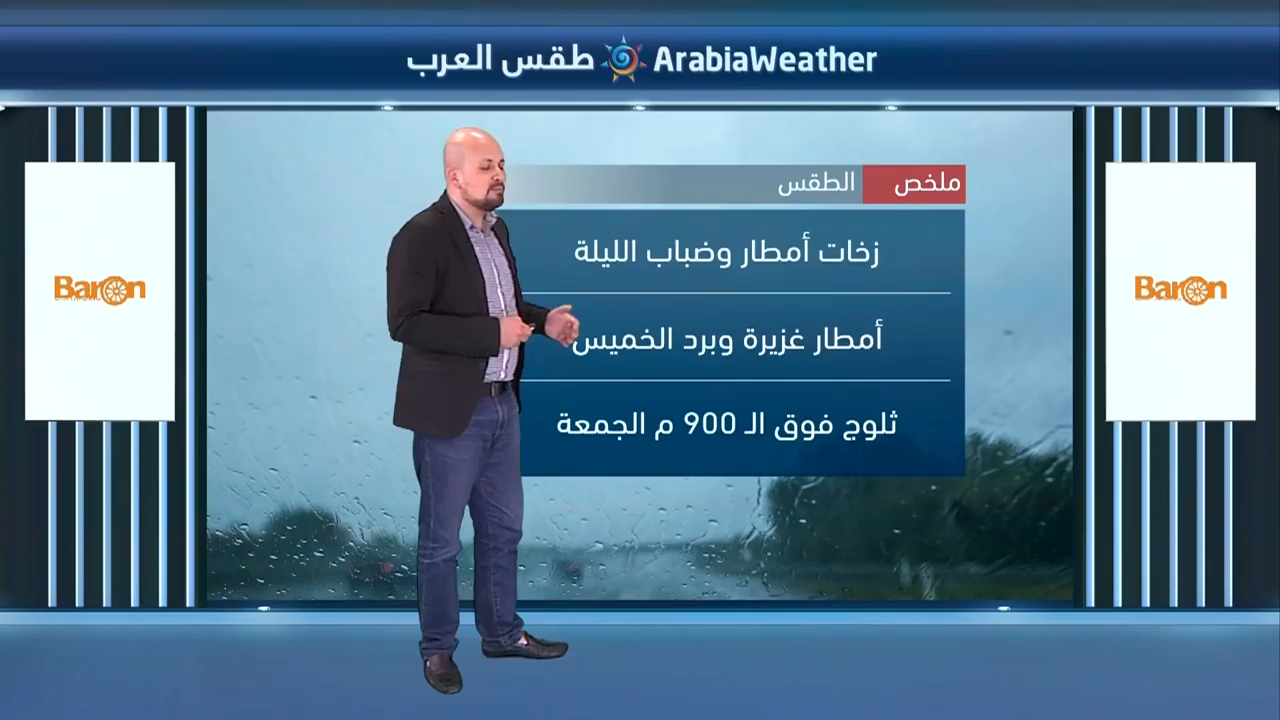 طقس العرب ArabiaWeather
ملخص الطقس
زخات أمطار وضباب الليلة
أمطار غزيرة وبرد الخميس
ثلوج فوق الـ 900 م الجمعة
Baron
Baron